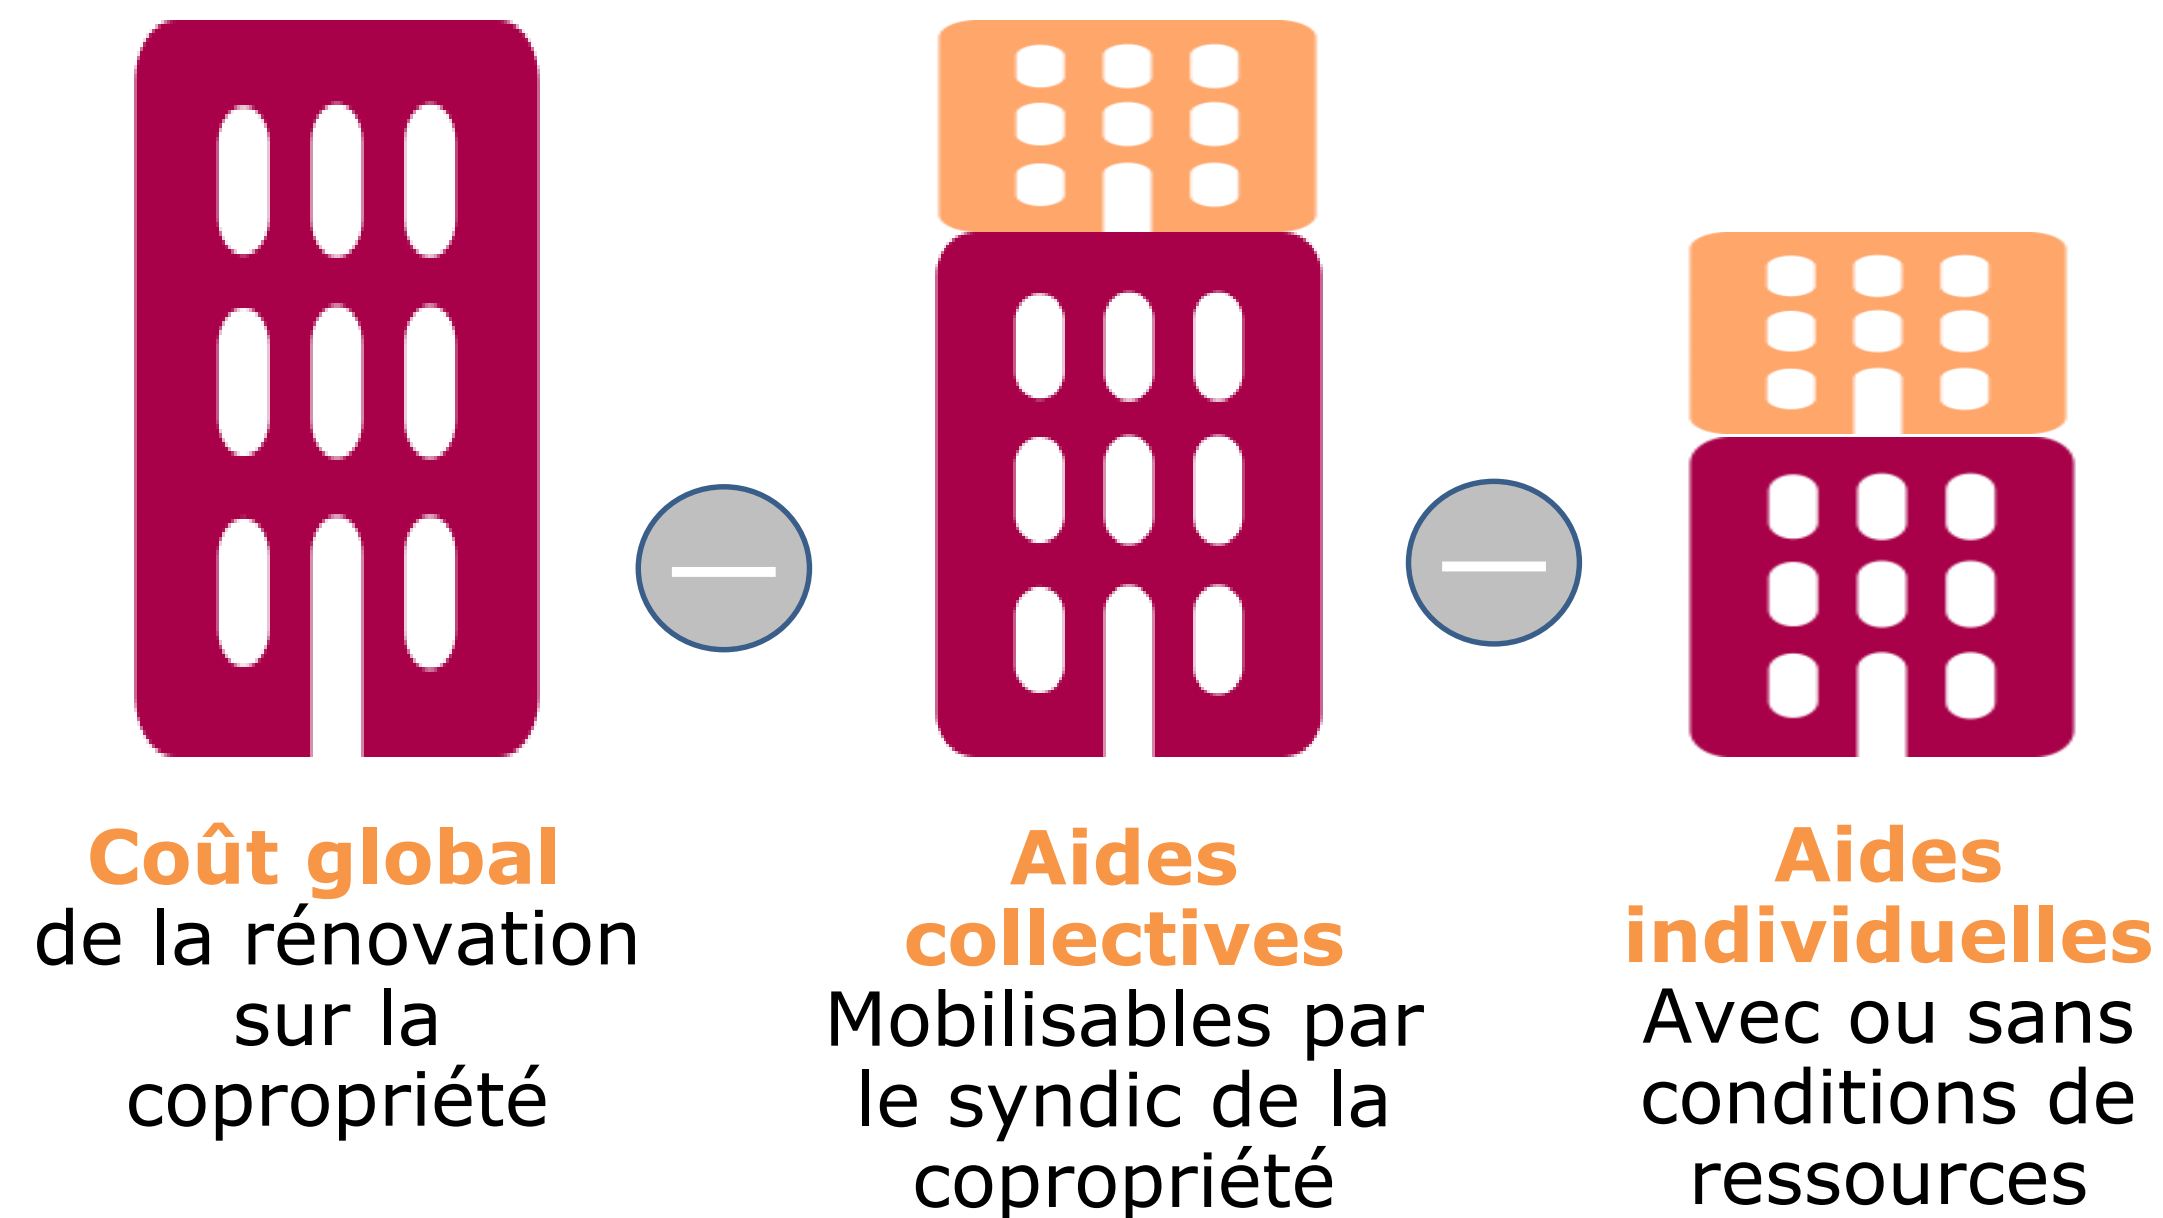 Coût global
de la rénovation
sur la
copropriété
Aides
collectives
Mobilisables par
le syndic de la
copropriété
Aides
individuelles
Avec ou sans
conditions de
ressources